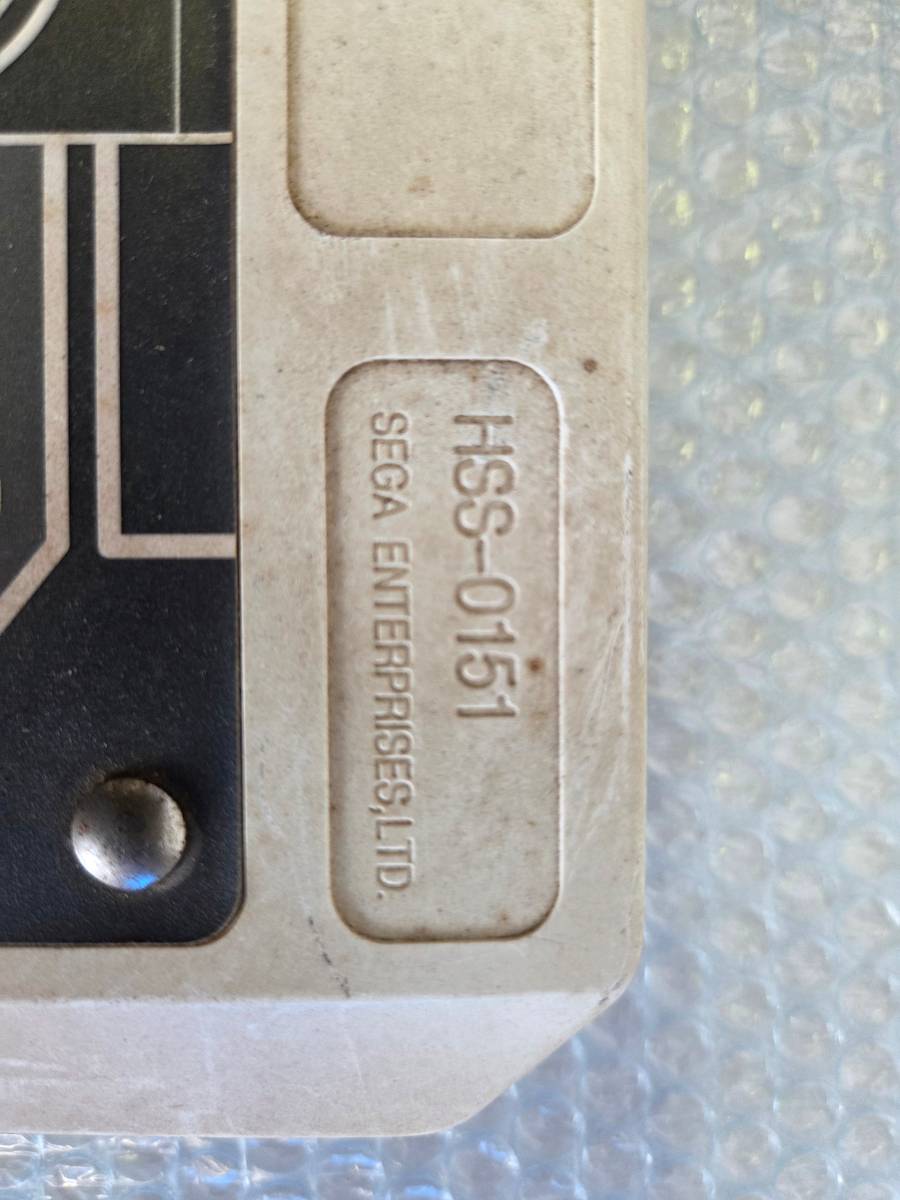 HSS-0151
SEGA ENTERPRISES,LTD.